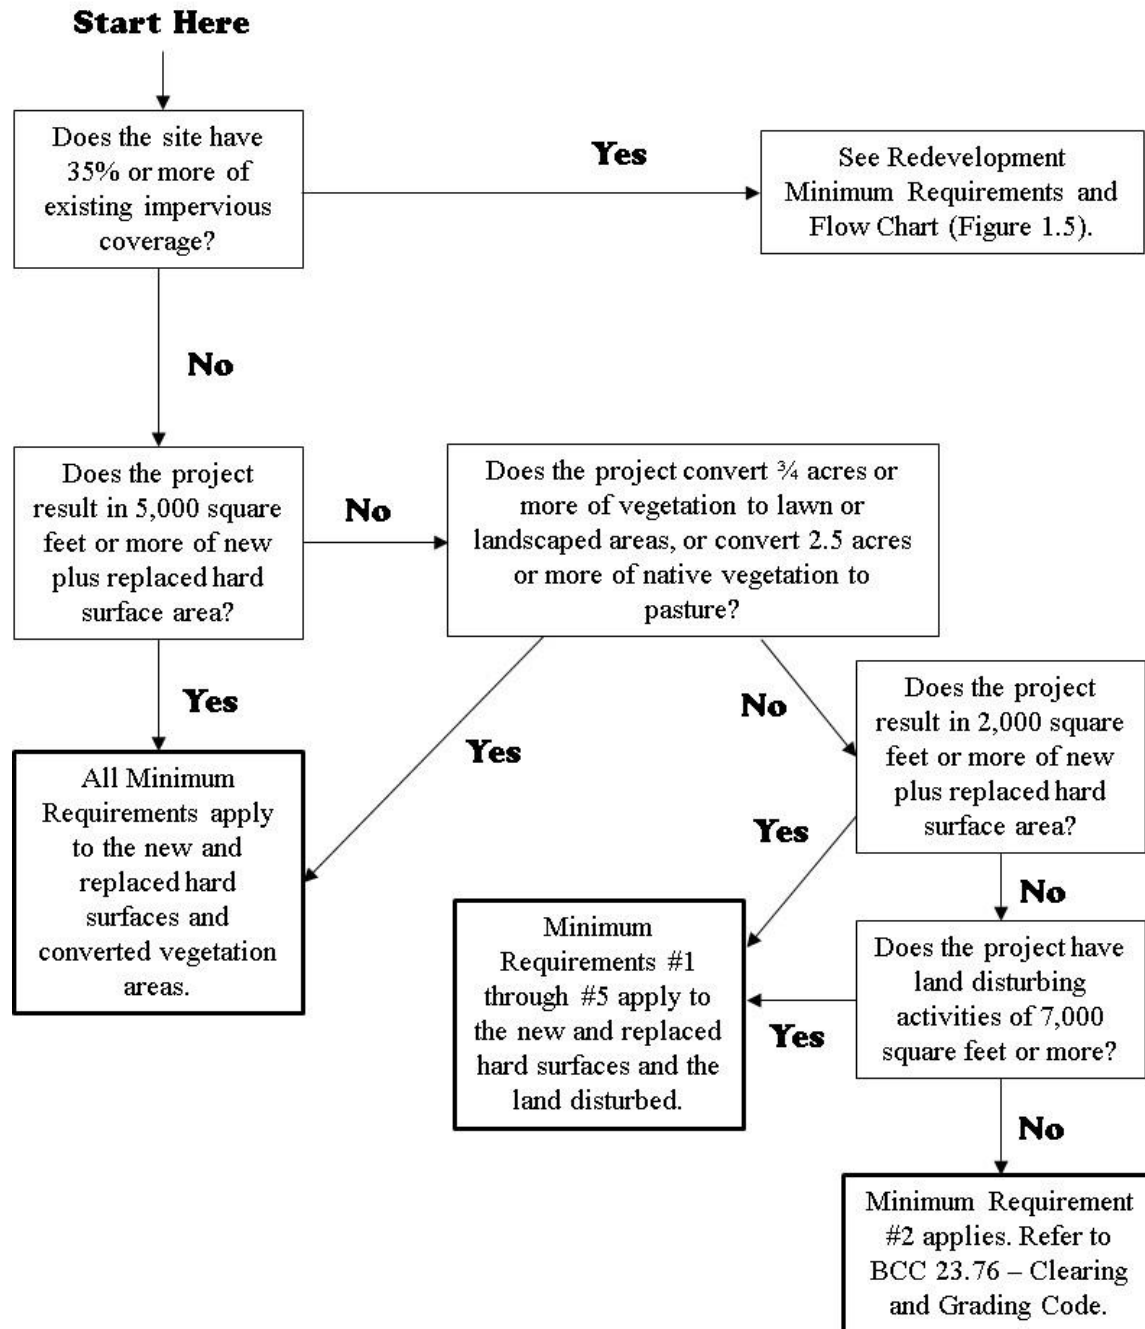 Start Here
Does the site have
35% or more of
existing impervious
coverage?
Yes
See Redevelopment
Minimum Requirements and
Flow Chart (Figure 1.5).
No
Does the project
result in 5,000 square
feet or more of new
plus replaced hard
surface area?
No
Does the project convert ¾ acres or
more of vegetation to lawn or
landscaped areas, or convert 2.5 acres
or more of native vegetation to
pasture?
Yes
All Minimum
Requirements apply
to the new and
replaced hard
surfaces and
converted vegetation
areas.
Yes
No
Does the project
result in 2,000 square
feet or more of new
plus replaced hard
surface area?
Yes
Minimum
Requirements #1
through #5 apply to
the new and replaced
hard surfaces and the
land disturbed.
No
Does the project have
land disturbing
activities of 7,000
square feet or more?
Yes
No
Minimum Requirement
#2 applies. Refer to
BCC 23.76 – Clearing
and Grading Code.